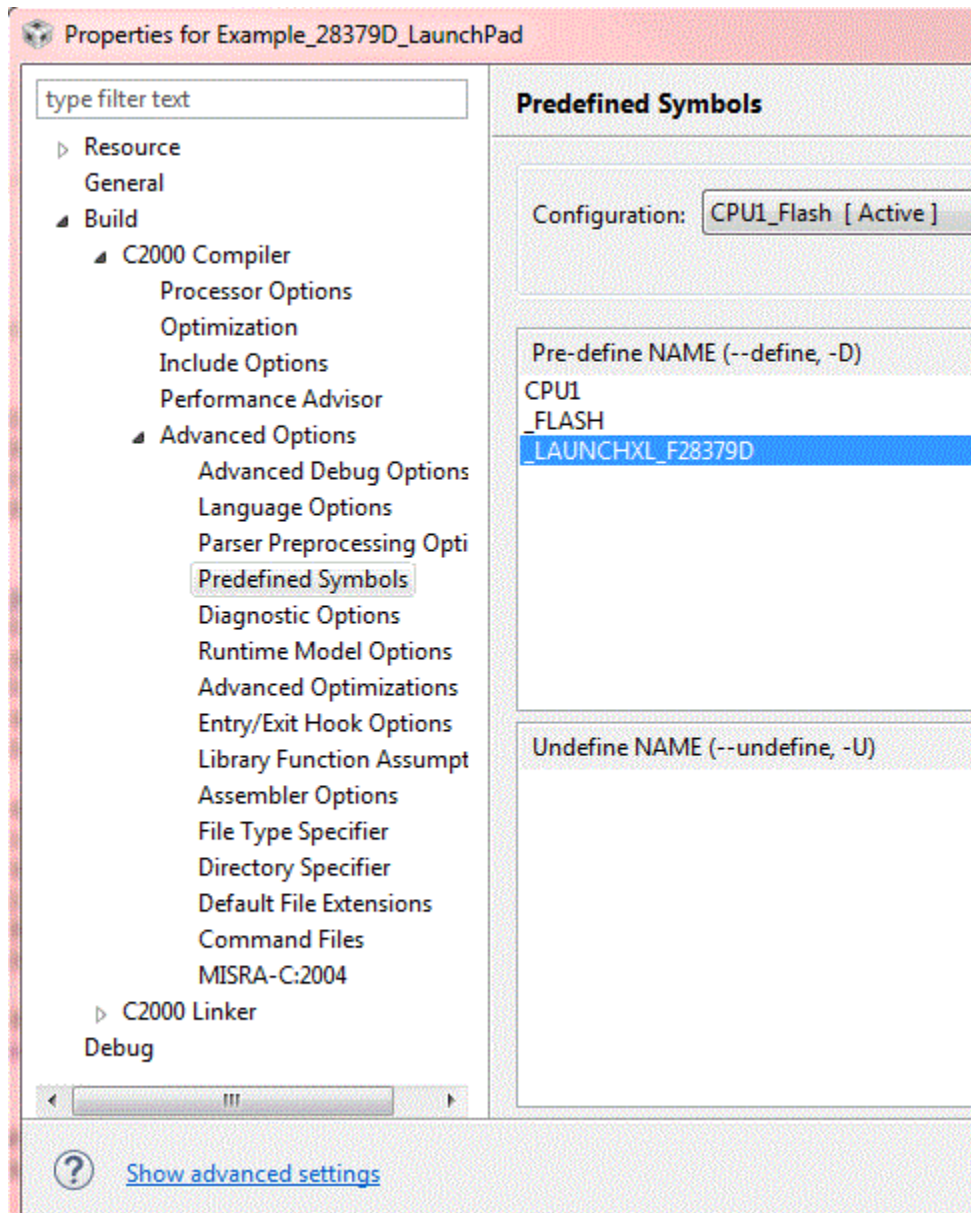 Properties for Example_28379D_LaunchPad
type filter text
Resource
General
Build
C2000 Compiler
Processor Options
Optimization
Include Options
Performance Advisor
Advanced Options
Advanced Debug Options
Language Options
Parser Preprocessing Opti
Predefined Symbols
Diagnostic Options
Runtime Model Options
Advanced Optimizations
Entry/Exit Hook Options
Library Function Assumpt
Assembler Options
File Type Specifier
Directory Specifier
Default File Extensions
Command Files
MISRA-C:2004
C2000 Linker
Debug
Show advanced settings
Predefined Symbols
Configuration: CPU1_Flash [ Active ]
Pre-define NAME (--define, -D)
CPU1
_FLASH
_LAUNCHXL_F28379D
Undefine NAME (--undefine, -U)